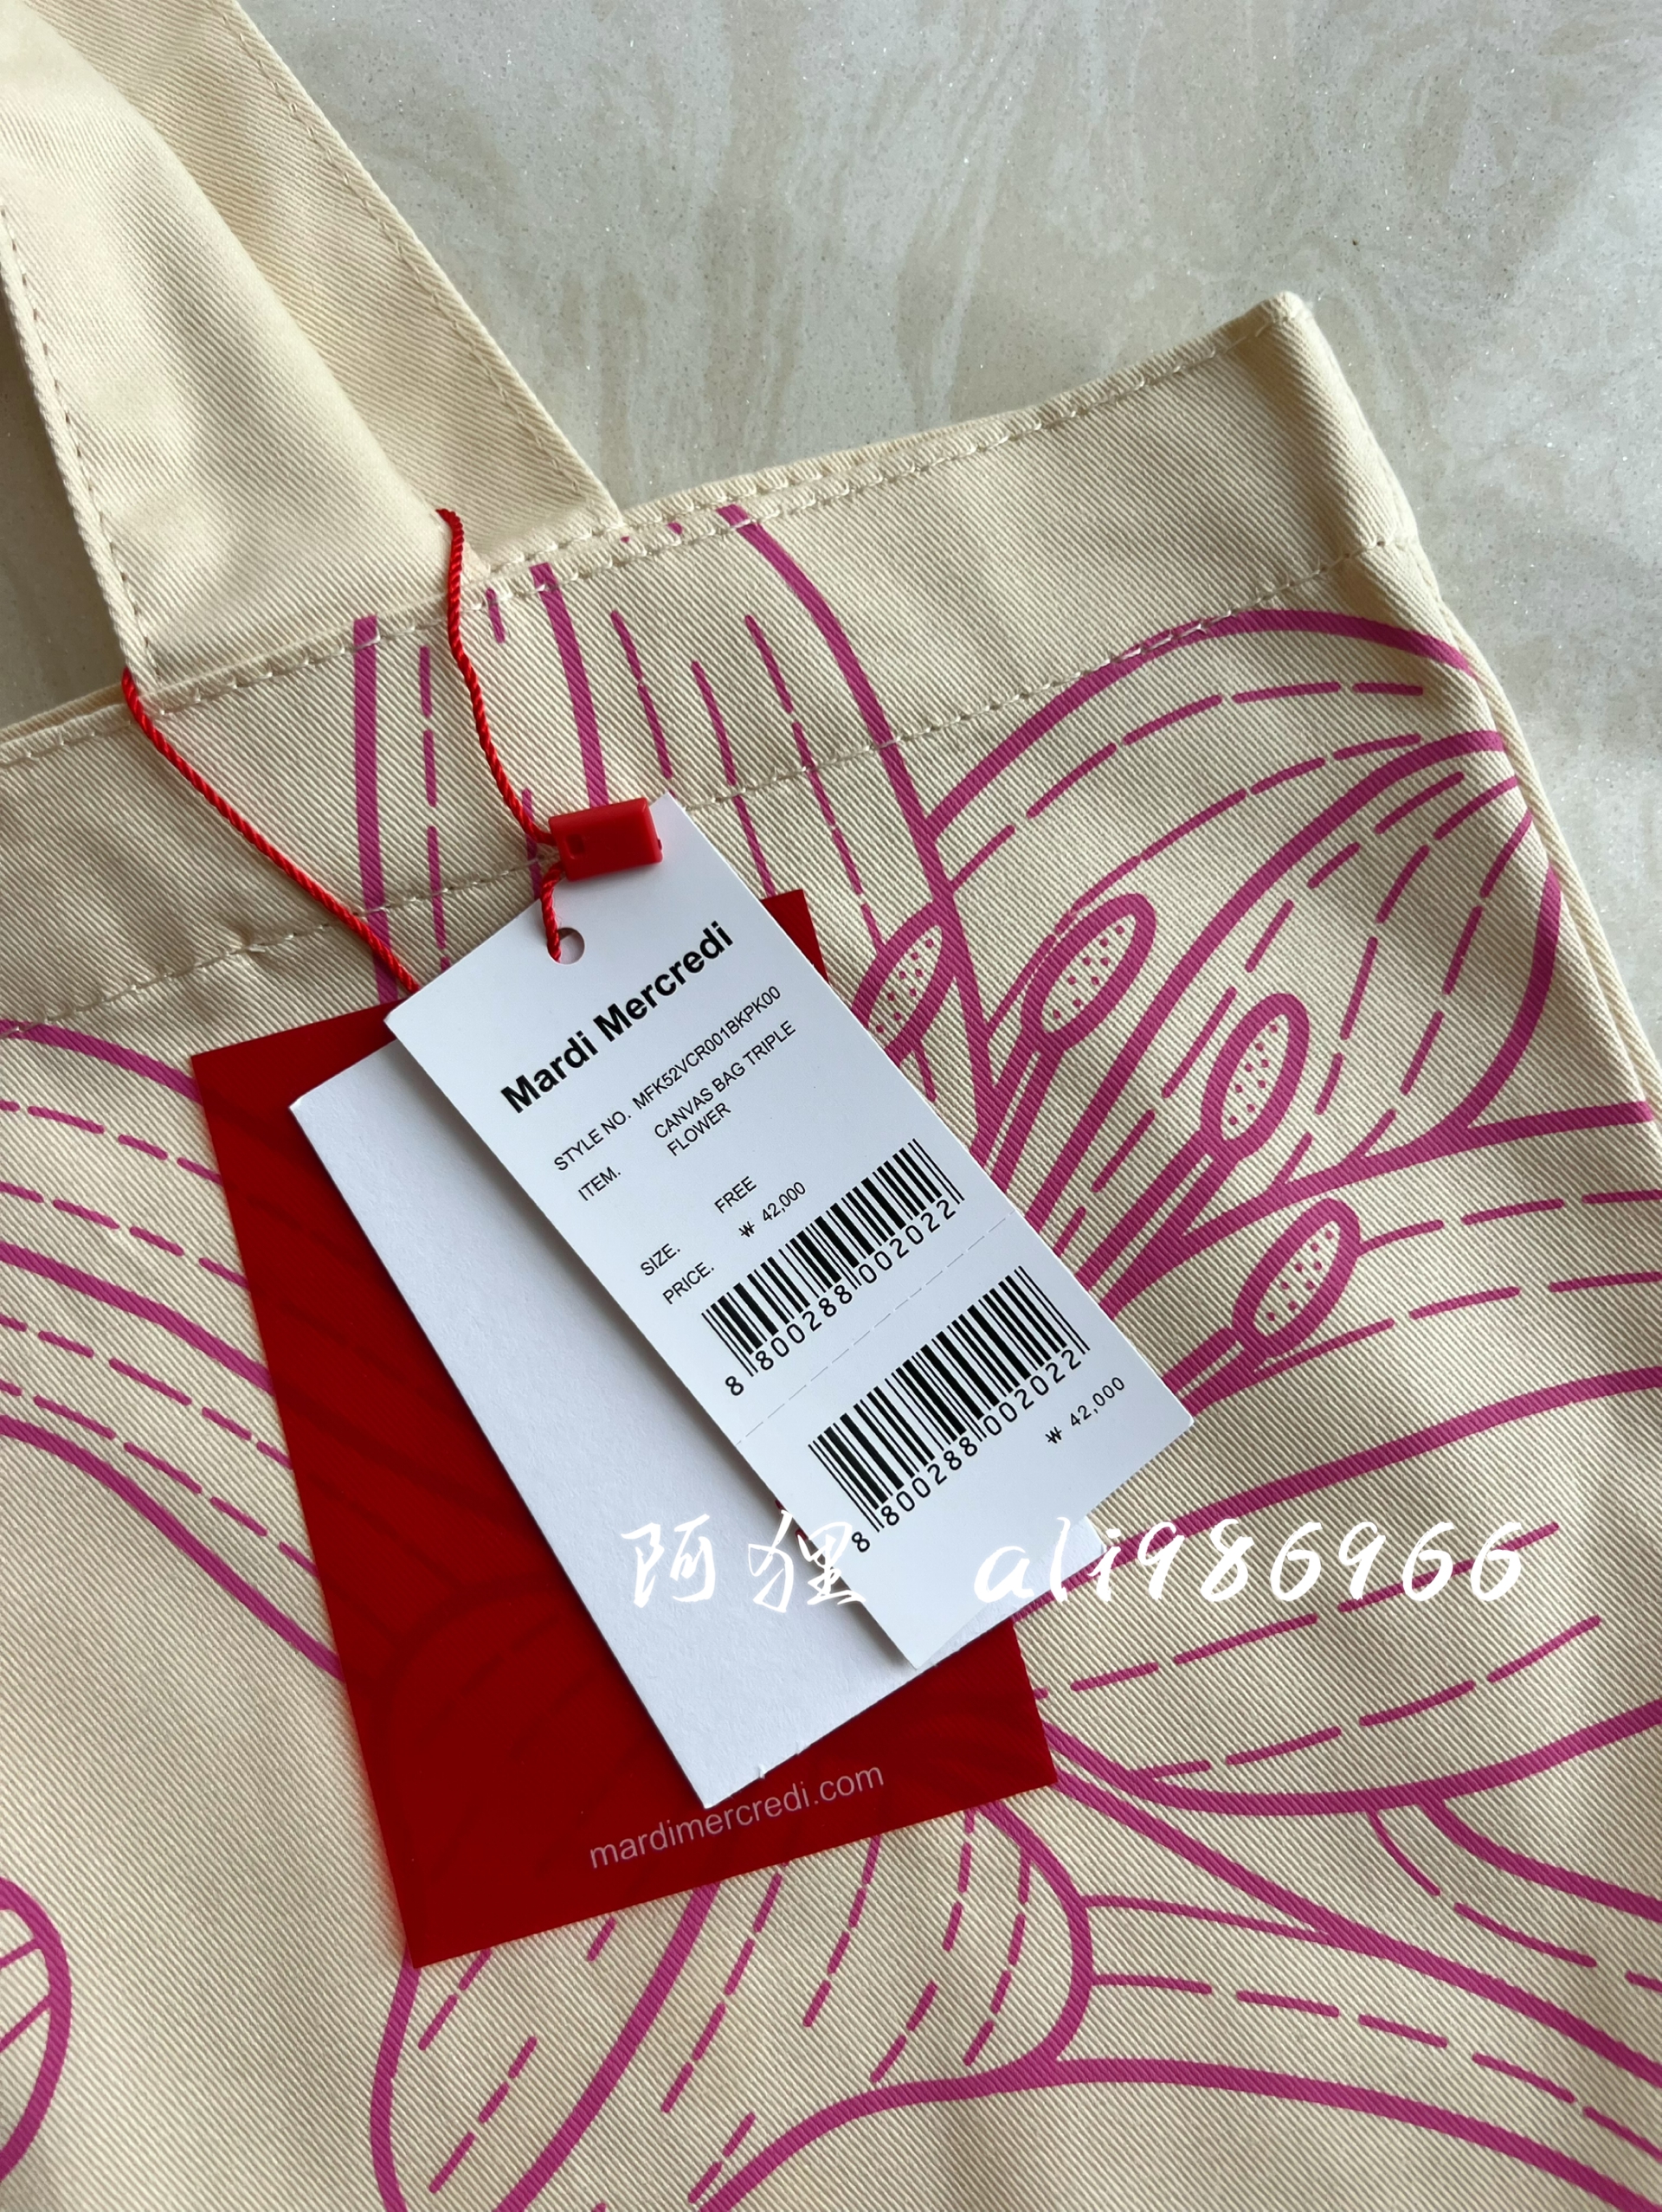 Mardi Mercredi
STYLE NO. MFK52VCR001BKPK00
ITEM. CANVAS BAG TRIPLE
FLOWER
SIZE. FREE
PRICE. ₩ 42,000
8 800288 002022
8 800288 002022
₩ 42,000
阿狸 ali986966
mardimercredi.com